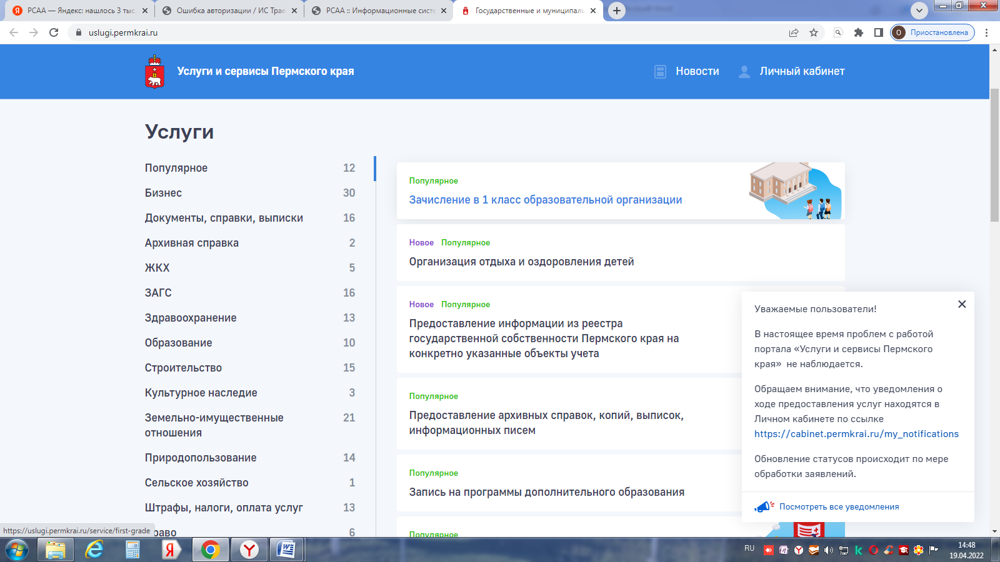 РСАА — Яндекс: нашлось 3 тыс.
Ошибка авторизации / ИС Трае
РСАА :: Информационные систе
Государственные и муниципаль
uslugi.permkrai.ru
О Приостановлена
Услуги и сервисы Пермского края
Новости
Личный кабинет
Услуги
Популярное 12
Бизнес 30
Документы, справки, выписки 16
Архивная справка 2
ЖКХ 5
ЗАГС 16
Здравоохранение 13
Образование 10
Строительство 15
Культурное наследие 3
Земельно-имущественные 21
отношения
Природопользование 14
Сельское хозяйство 1
Штрафы, налоги, оплата услуг 13
раво 6
Популярное
Зачисление в 1 класс образовательной организации
Новое Популярное
Организация отдыха и оздоровления детей
Новое Популярное
Предоставление информации из реестра
государственной собственности Пермского края на
конкретно указанные объекты учета
Популярное
Предоставление архивных справок, копий, выписок,
информационных писем
Популярное
Запись на программы дополнительного образования
Популярное
Уважаемые пользователи!
В настоящее время проблем с работой
портала «Услуги и сервисы Пермского
края» не наблюдается.
Обращаем внимание, что уведомления о
ходе предоставления услуг находятся в
Личном кабинете по ссылке
https://cabinet.permkrai.ru/my_notifications
Обновление статусов происходит по мере
обработки заявлений.
Посмотреть все уведомления
https://uslugi.permkrai.ru/service/first-grade
RU
14:48
19.04.2022